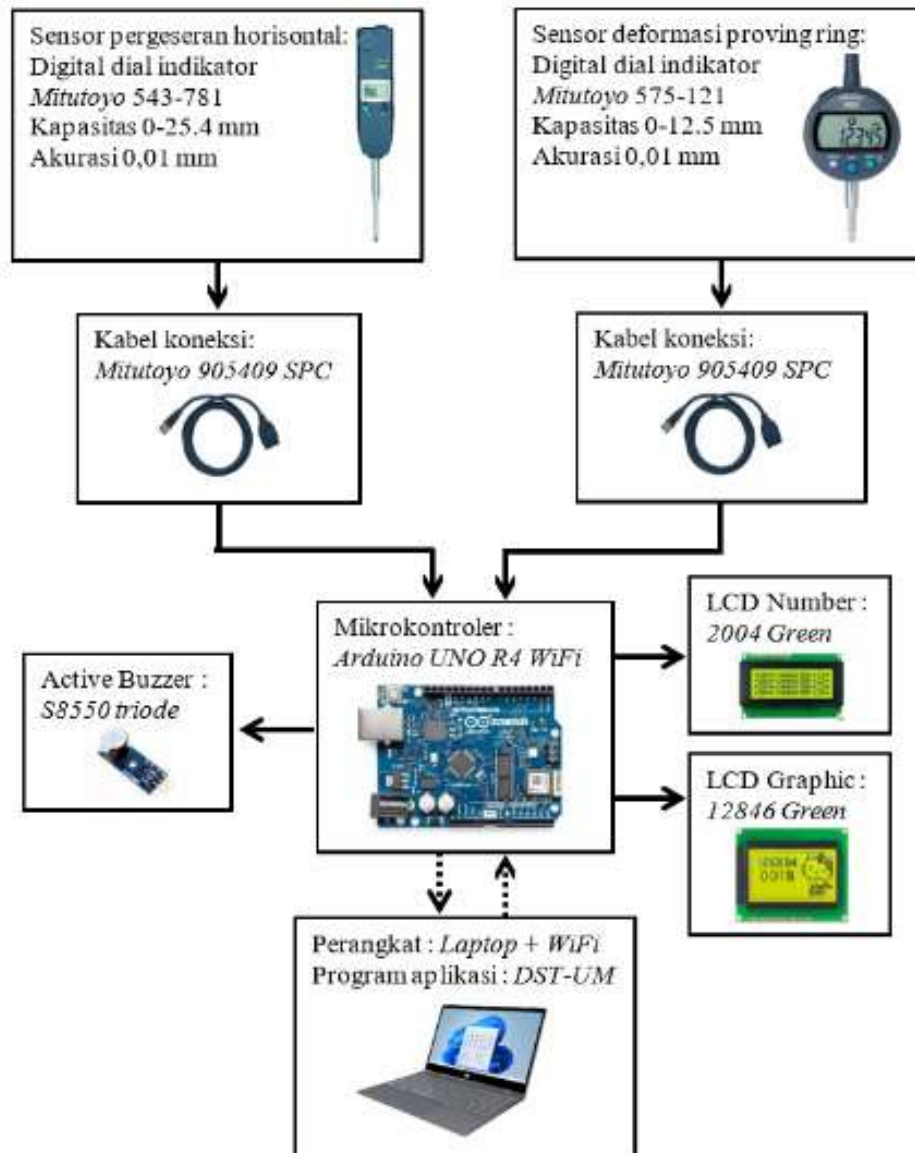 Sensor pergeseran horisontal:
Digital dial indikator
Mitutoyo 543-781
Kapasitas 0-25.4 mm
Akurasi 0,01 mm
Sensor deformasi proving ring:
Digital dial indikator
Mitutoyo 575-121
Kapasitas 0-12.5 mm
Akurasi 0,01 mm
12345
Kabel koneksi:
Mitutoyo 905409 SPC
Kabel koneksi:
Mitutoyo 905409 SPC
Mikrokontroler :
Arduino UNO R4 WiFi
LCD Number :
2004 Green
Active Buzzer :
S8550 triode
LCD Graphic :
12846 Green
Perangkat : Laptop + WiFi
Program aplikasi : DST-UM